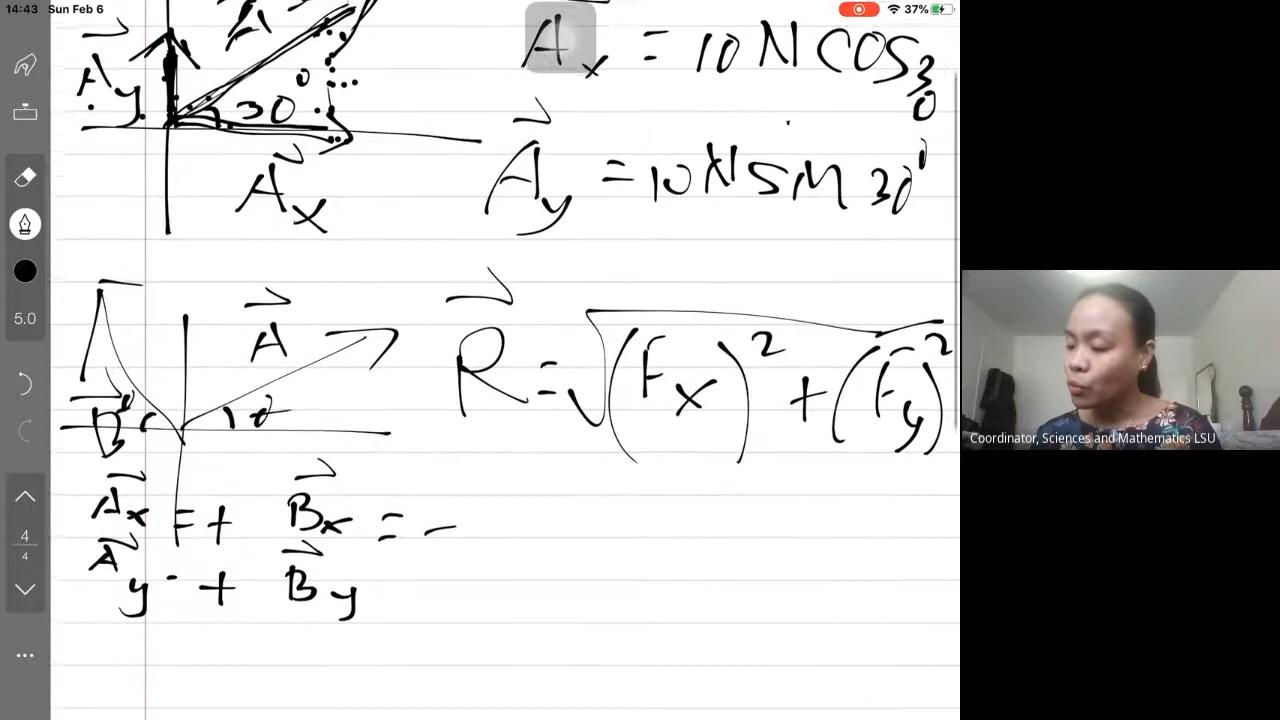 14:43 Sun Feb 6
37%
A
Ay
30°
Ax
Ax = 10 N COS 30
Ay = 10 N SIN 30°
5.0
A
B
θ
R = √(Fx)² + (Fy)²
Coordinator, Sciences and Mathematics LSU
Ax = + Bx = -
Ay = + By
4
4